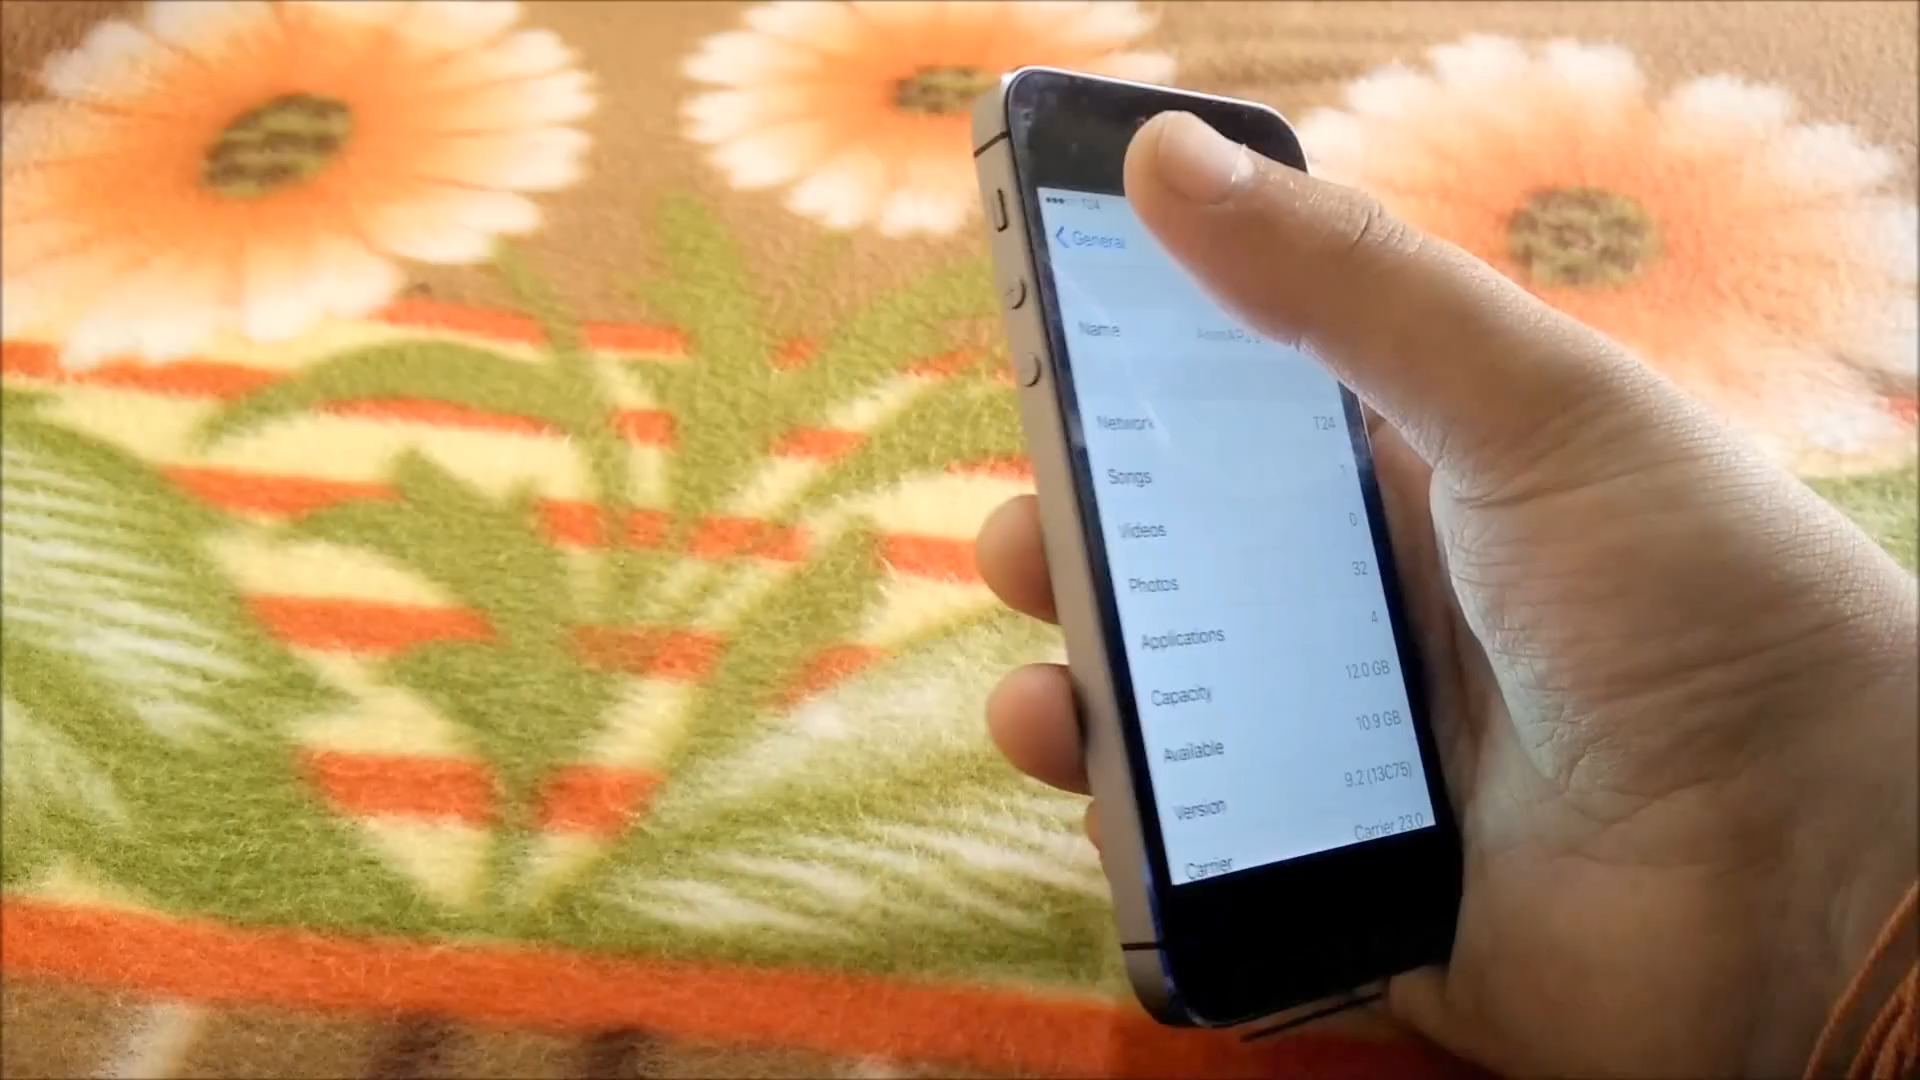 T24
General
Name
Network T24
Songs 1
Videos 0
Photos 32
Applications 4
Capacity 12.0 GB
Available 10.9 GB
Version 9.2 (13C75)
Carrier Carrier 23.0